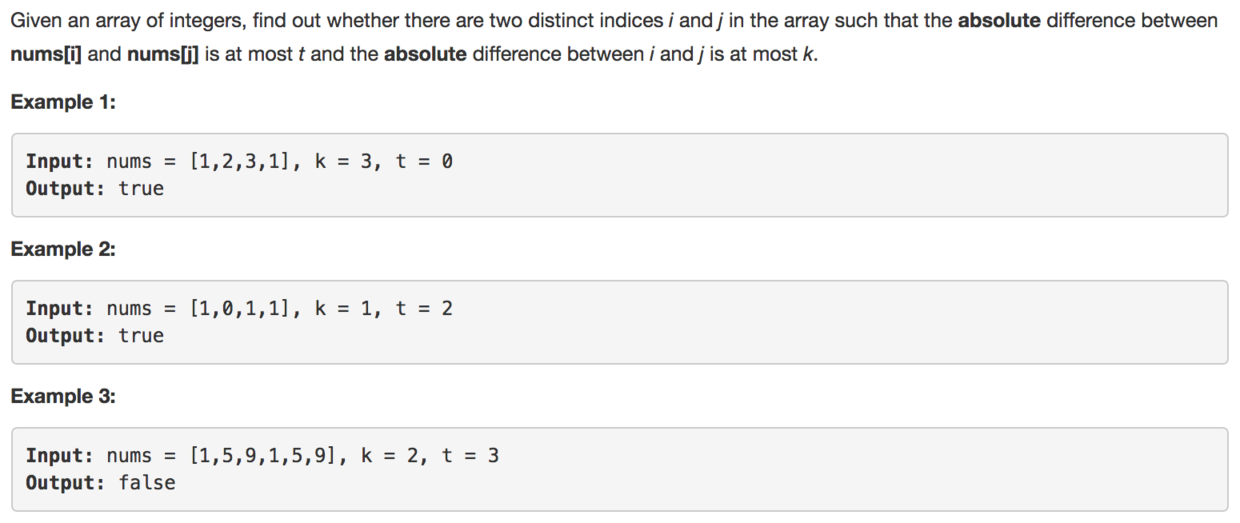 Given an array of integers, find out whether there are two distinct indices i and j in the array such that the absolute difference between
nums[i] and nums[j] is at most t and the absolute difference between i and j is at most k.
Example 1:
Input: nums = [1,2,3,1], k = 3, t = 0
Output: true
Example 2:
Input: nums = [1,0,1,1], k = 1, t = 2
Output: true
Example 3:
Input: nums = [1,5,9,1,5,9], k = 2, t = 3
Output: false